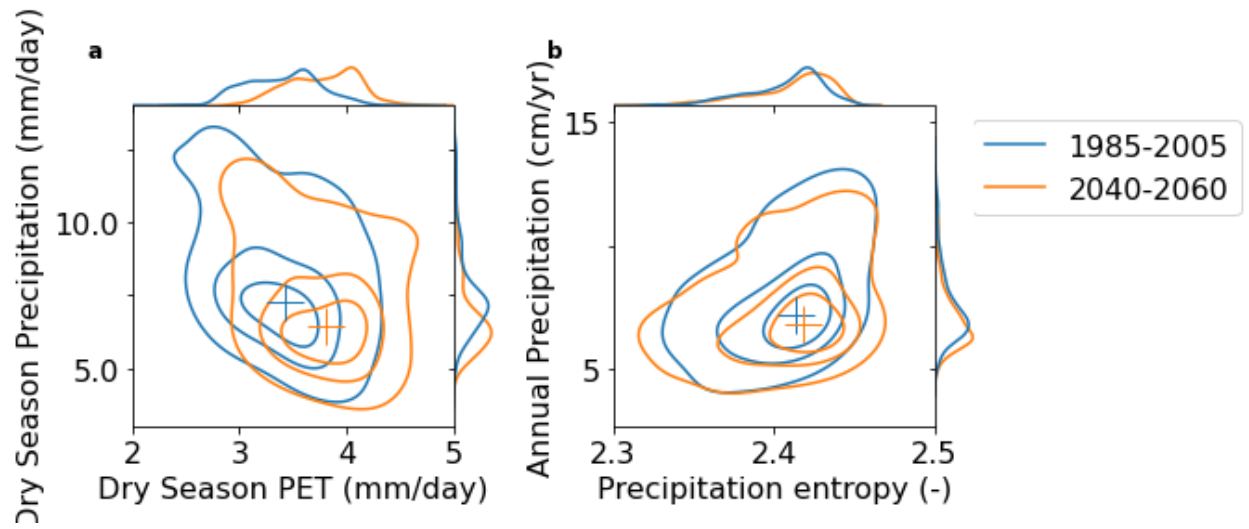 a
Dry Season Precipitation (mm/day)
10.0
5.0
2 3 4 5
Dry Season PET (mm/day)
b
Annual Precipitation (cm/yr)
15
5
2.3 2.4 2.5
Precipitation entropy (-)
1985-2005
2040-2060